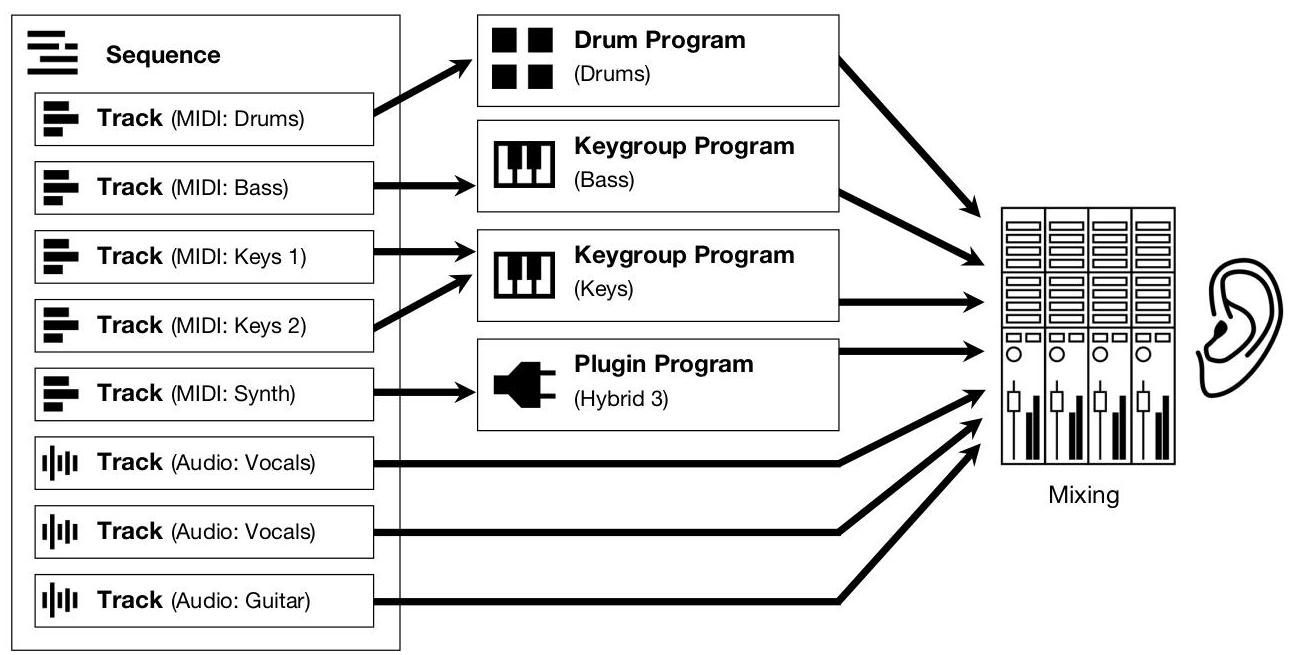 Sequence
Track (MIDI: Drums)
Track (MIDI: Bass)
Track (MIDI: Keys 1)
Track (MIDI: Keys 2)
Track (MIDI: Synth)
Track (Audio: Vocals)
Track (Audio: Vocals)
Track (Audio: Guitar)
Drum Program
(Drums)
Keygroup Program
(Bass)
Keygroup Program
(Keys)
Plugin Program
(Hybrid 3)
Mixing